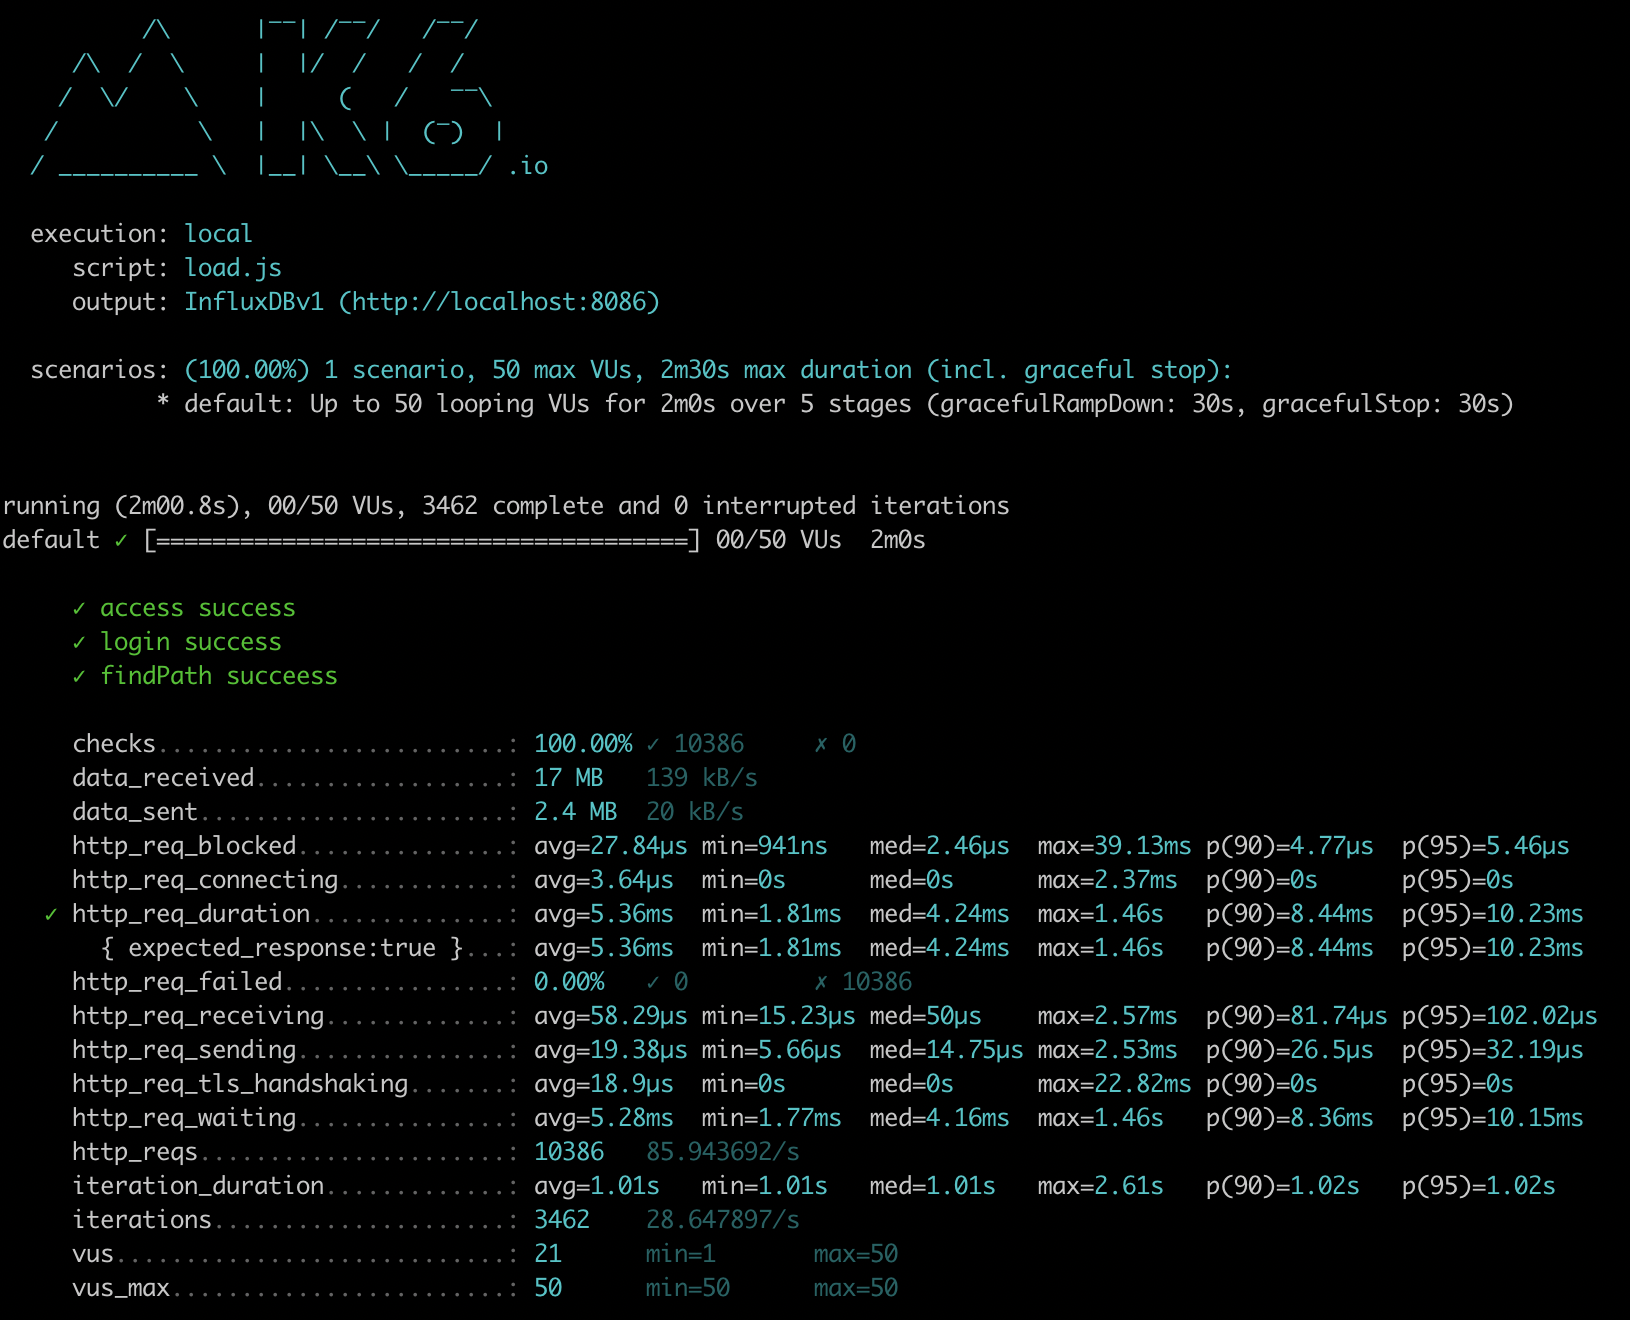 /\      |‾‾| /‾‾/   /‾‾/
     /\  /  \     |  |/  /   /  /
    /  \/    \    |     (   /   ‾‾\
   /          \   |  |\  \ |  (‾)  |
  / __________ \  |__| \__\ \_____/ .io

  execution: local
     script: load.js
     output: InfluxDBv1 (http://localhost:8086)

  scenarios: (100.00%) 1 scenario, 50 max VUs, 2m30s max duration (incl. graceful stop):
           * default: Up to 50 looping VUs for 2m0s over 5 stages (gracefulRampDown: 30s, gracefulStop: 30s)

running (2m00.8s), 00/50 VUs, 3462 complete and 0 interrupted iterations
default ✓ [======================================] 00/50 VUs  2m0s

     ✓ access success
     ✓ login success
     ✓ findPath succeess

     checks.........................: 100.00% ✓ 10386     ✗ 0
     data_received..................: 17 MB   139 kB/s
     data_sent......................: 2.4 MB  20 kB/s
     http_req_blocked...............: avg=27.84µs min=941ns   med=2.46µs  max=39.13ms p(90)=4.77µs  p(95)=5.46µs
     http_req_connecting............: avg=3.64µs  min=0s      med=0s      max=2.37ms  p(90)=0s      p(95)=0s
   ✓ http_req_duration..............: avg=5.36ms  min=1.81ms  med=4.24ms  max=1.46s   p(90)=8.44ms  p(95)=10.23ms
       { expected_response:true }...: avg=5.36ms  min=1.81ms  med=4.24ms  max=1.46s   p(90)=8.44ms  p(95)=10.23ms
     http_req_failed................: 0.00%   ✓ 0         ✗ 10386
     http_req_receiving.............: avg=58.29µs min=15.23µs med=50µs    max=2.57ms  p(90)=81.74µs p(95)=102.02µs
     http_req_sending...............: avg=19.38µs min=5.66µs  med=14.75µs max=2.53ms  p(90)=26.5µs  p(95)=32.19µs
     http_req_tls_handshaking.......: avg=18.9µs  min=0s      med=0s      max=22.82ms p(90)=0s      p(95)=0s
     http_req_waiting...............: avg=5.28ms  min=1.77ms  med=4.16ms  max=1.46s   p(90)=8.36ms  p(95)=10.15ms
     http_reqs......................: 10386   85.943692/s
     iteration_duration.............: avg=1.01s   min=1.01s   med=1.01s   max=2.61s   p(90)=1.02s   p(95)=1.02s
     iterations.....................: 3462    28.647897/s
     vus............................: 21      min=1       max=50
     vus_max........................: 50      min=50      max=50